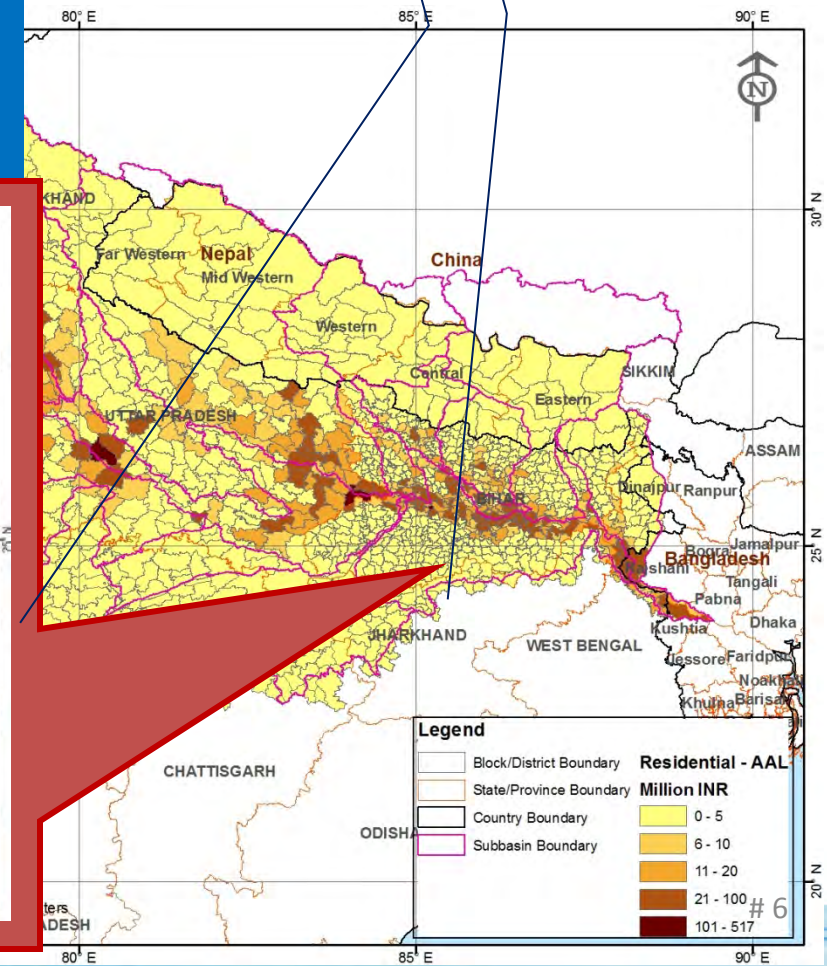 80° E 85° E 90° E
N
30° N
KHAND
Far Western Nepal China
Mid Western
Western
Central SIKKIM
Eastern
UTTAR PRADESH
ASSAM
BIHAR Dinajpur Ranpur
25° N
Bogra Jamalpur
Bangladesh
Rajshahi
Tangali
Pabna
Dhaka
Kushtia
JHARKHAND
WEST BENGAL
Jessore Faridpur
Noakhali
Khulna Barisal
CHATTISGARH
ODISHA
20° N
ters
ADESH
Legend
Block/District Boundary
State/Province Boundary
Country Boundary
Subbasin Boundary
Residential - AAL
Million INR
0 - 5
6 - 10
11 - 20
21 - 100
101 - 517
# 6
80° E 85° E 90° E